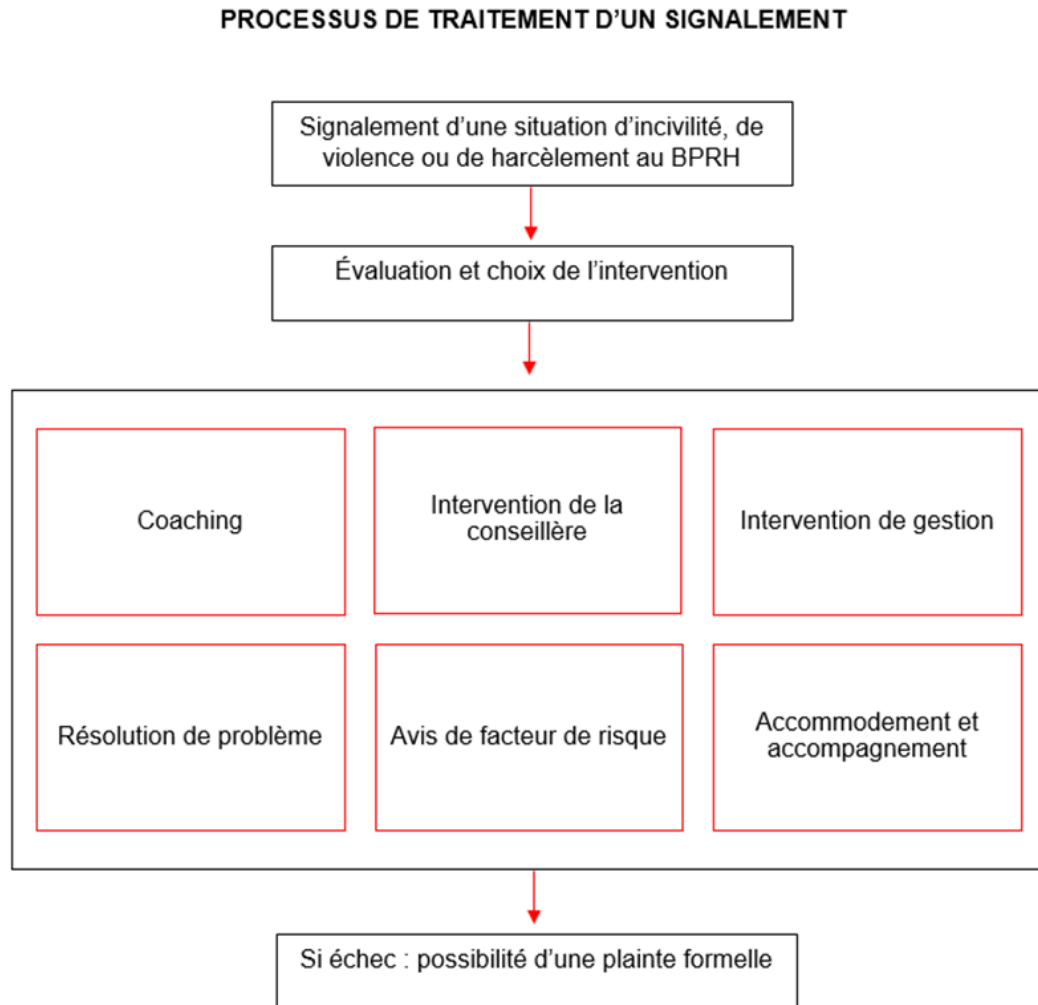 PROCESSUS DE TRAITEMENT D'UN SIGNALEMENT
Signalement d’une situation d’incivilité, de
violence ou de harcèlement au BPRH
Évaluation et choix de l’intervention
Coaching
Intervention de la
conseillère
Intervention de gestion
Résolution de problème
Avis de facteur de risque
Accommodement et
accompagnement
Si échec : possibilité d’une plainte formelle